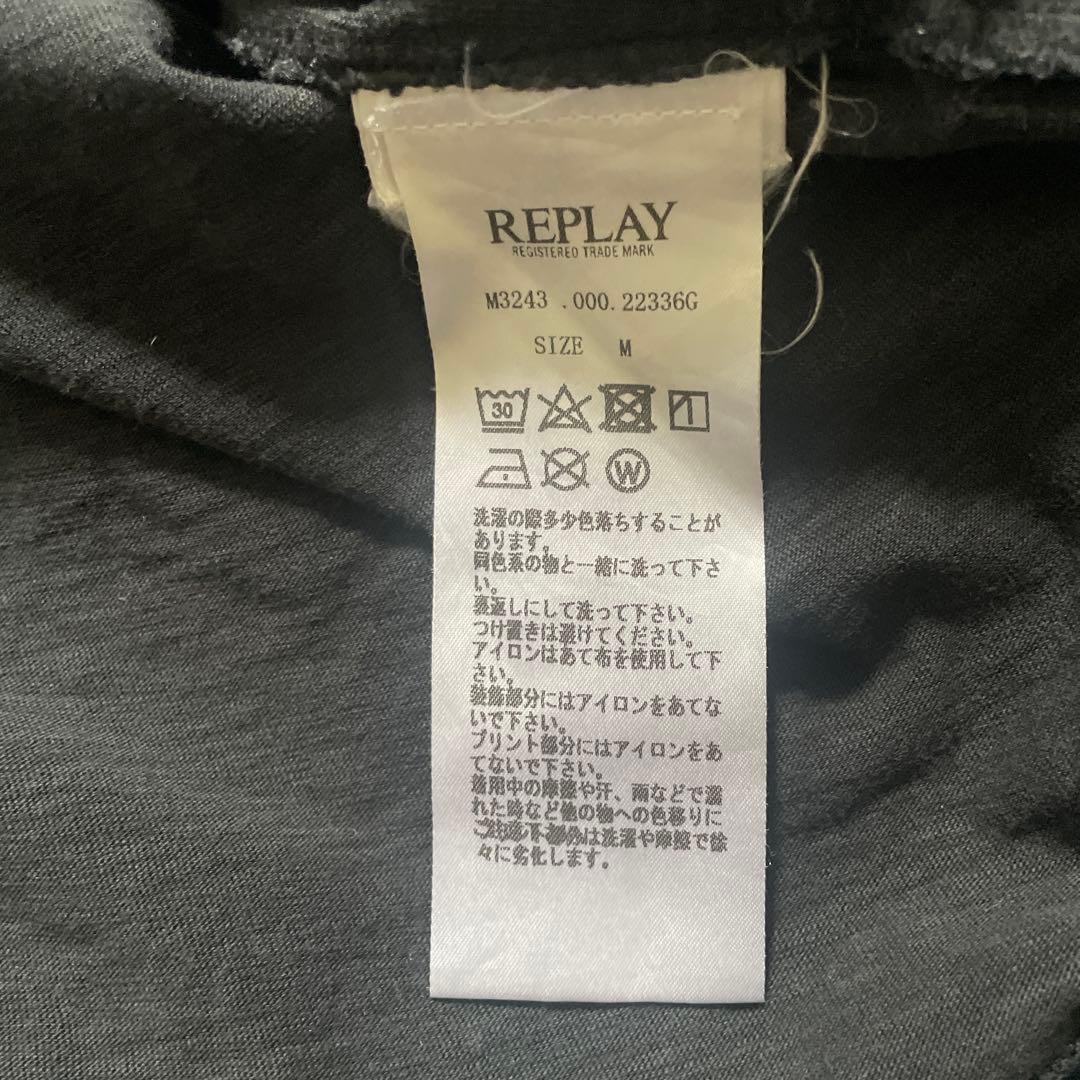 REPLAY
REGISTERED TRADE MARK
M3243 .000.22336G
SIZE M
30
W
洗濯の際多少色落ちすることが
あります。
同色系の物と一緒に洗って下さ
い。
裏返しにして洗って下さい。
つけ置きは避けてください。
アイロンはあて布を使用して下
さい。
装飾部分にはアイロンをあてな
いで下さい。
プリント部分にはアイロンをあ
てないで下さい。
着用中の摩擦や汗、雨などで濡
れた時など他の物への色移りに
は洗濯や摩擦で徐
々に劣化します。